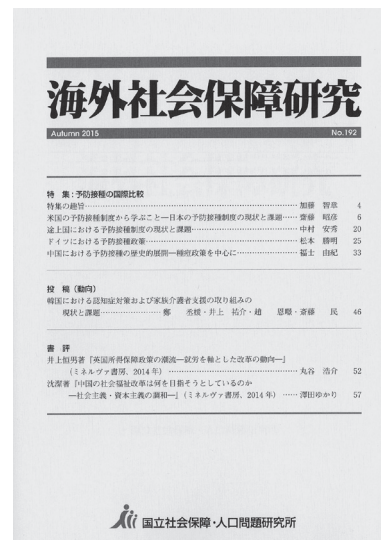 海外社会保障研究
Autumn 2015 No.192
特 集:予防接種の国際比較
特集の趣旨 加藤 智章 4
米国の予防接種制度から学ぶこと―日本の予防接種制度の現状と課題 齋藤 昭彦 6
途上国における予防接種制度の現状と課題 中村 安秀 20
ドイツにおける予防接種政策 松本 勝明 25
中国における予防接種の歴史的展開―種痘政策を中心に 福士 由紀 33
投 稿(動向)
韓国における認知症対策および家族介護者支援の取り組みの
現状と課題 鄭 丞媛・井上 祐介・趙 恩暻・斎藤 民 46
書 評
井上恒男著『英国所得保障政策の潮流―就労を軸とした改革の動向―』
(ミネルヴァ書房、2014年) 丸谷 浩介 52
沈潔著『中国の社会福祉改革は何を目指そうとしているのか
―社会主義・資本主義の調和―』(ミネルヴァ書房、2014年) 澤田ゆかり 57
国立社会保障・人口問題研究所